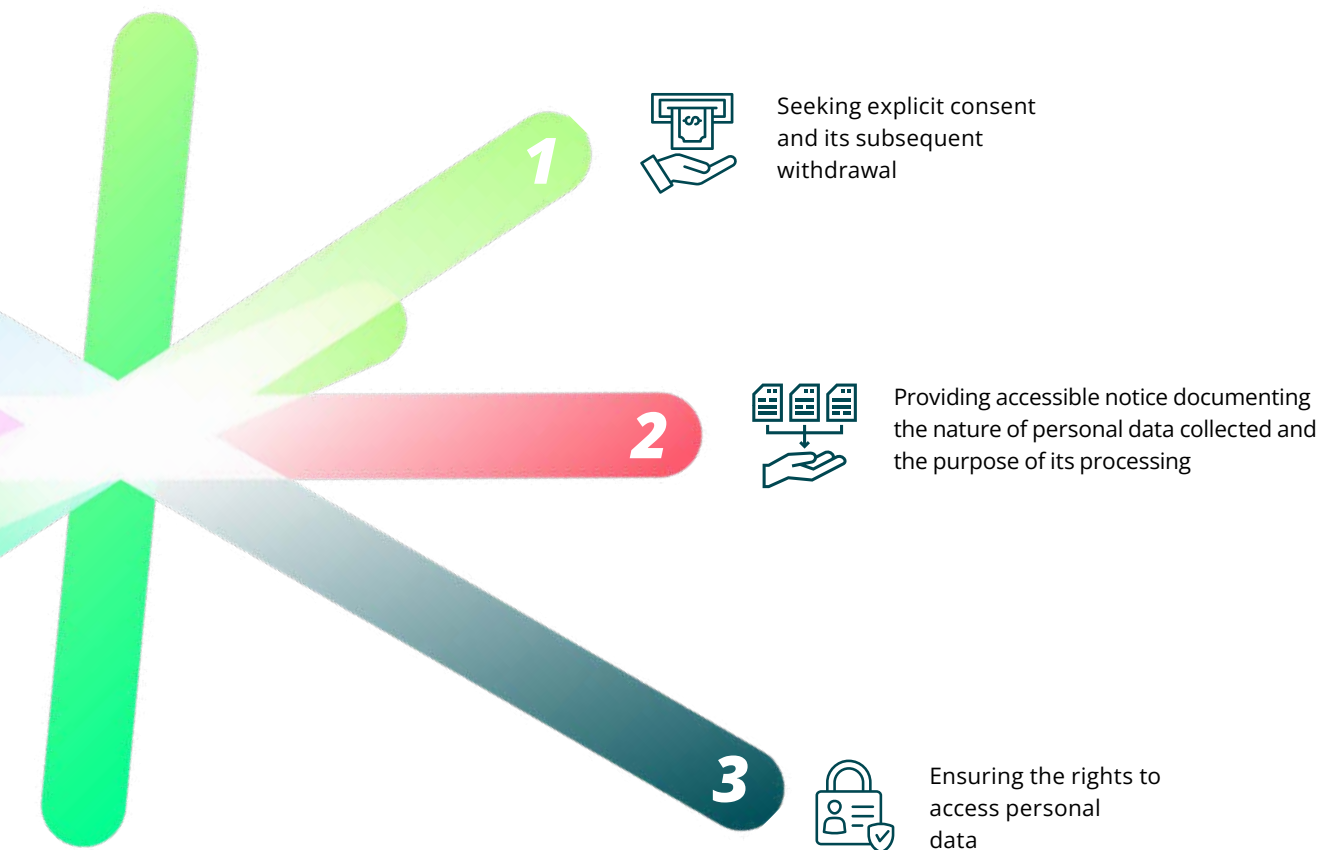 1
Seeking explicit consent
and its subsequent
withdrawal
2
Providing accessible notice documenting
the nature of personal data collected and
the purpose of its processing
3
Ensuring the rights to
access personal
data